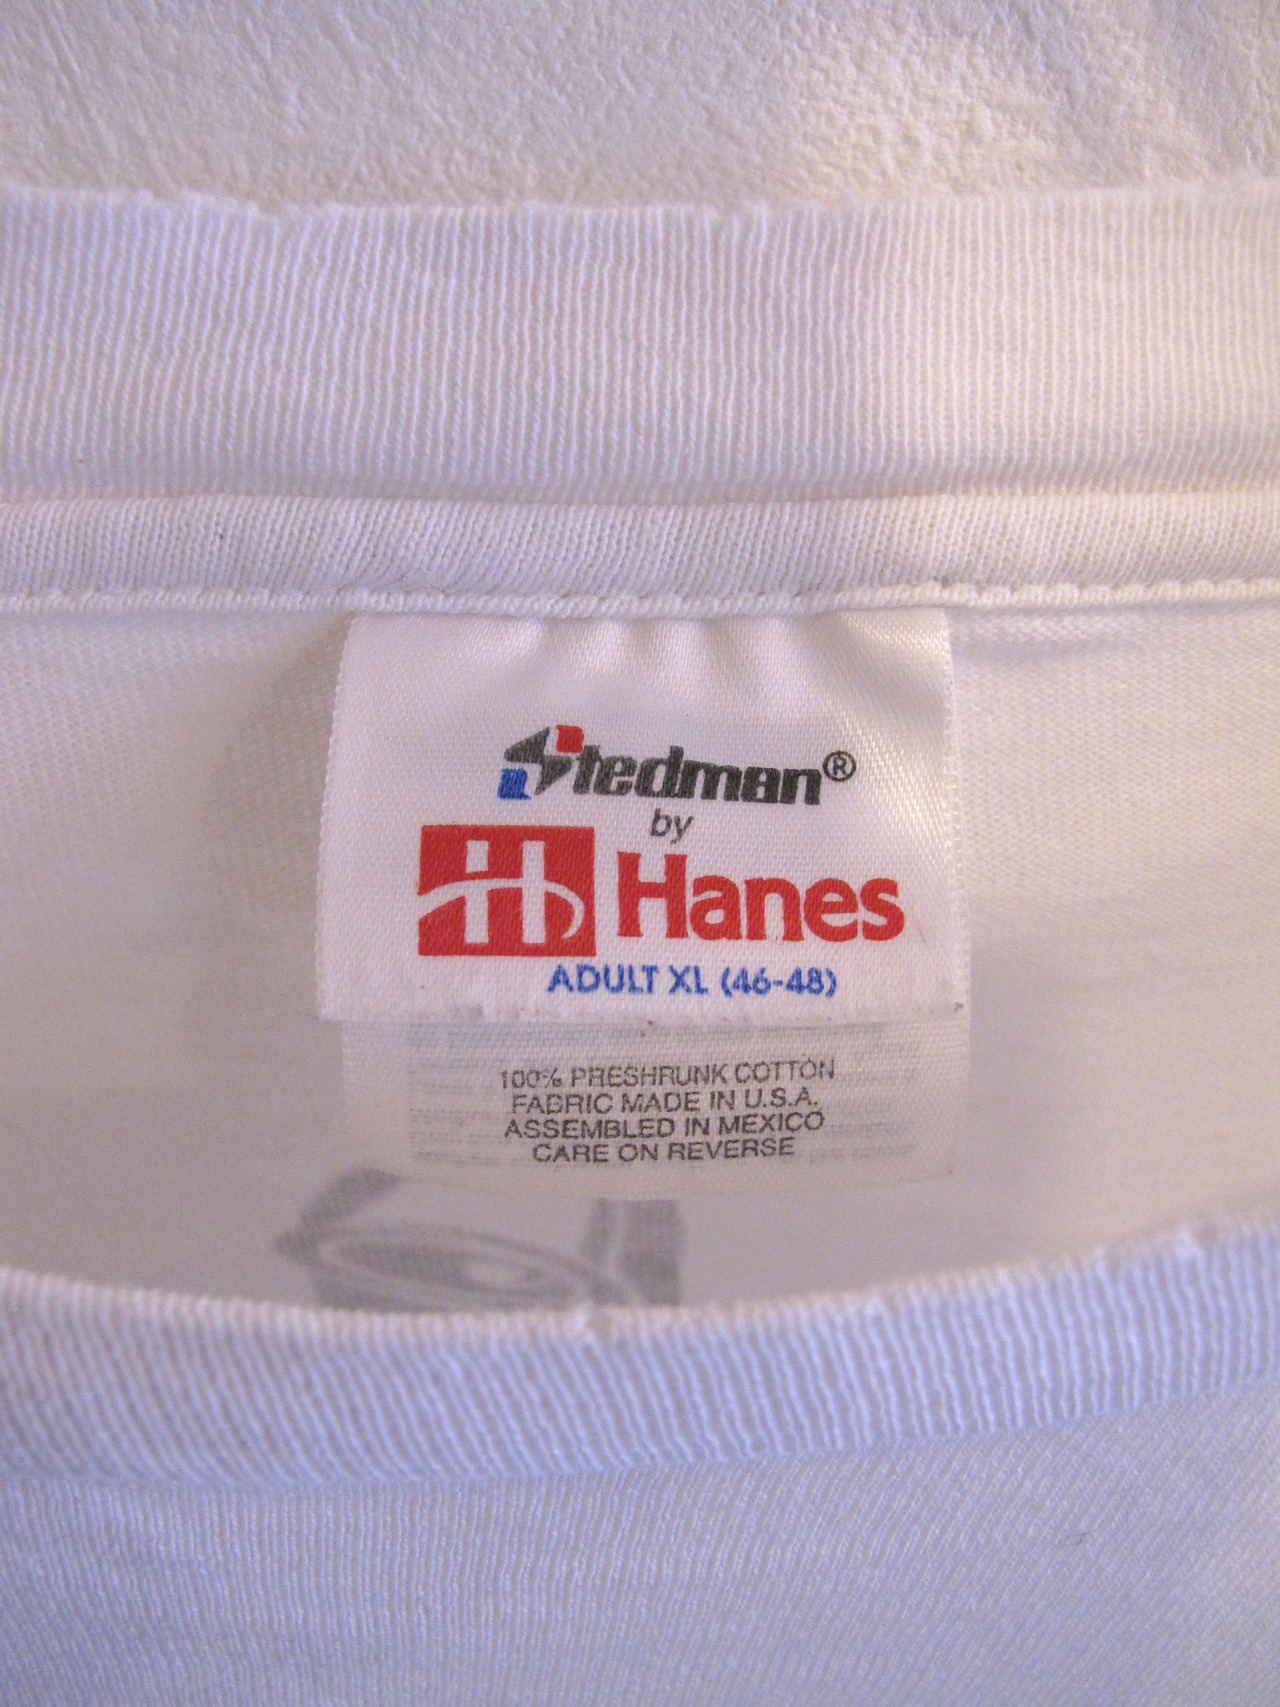 Stedman®
by
H Hanes
ADULT XL (46-48)
100% PRESHRUNK COTTON
FABRIC MADE IN U.S.A.
ASSEMBLED IN MEXICO
CARE ON REVERSE